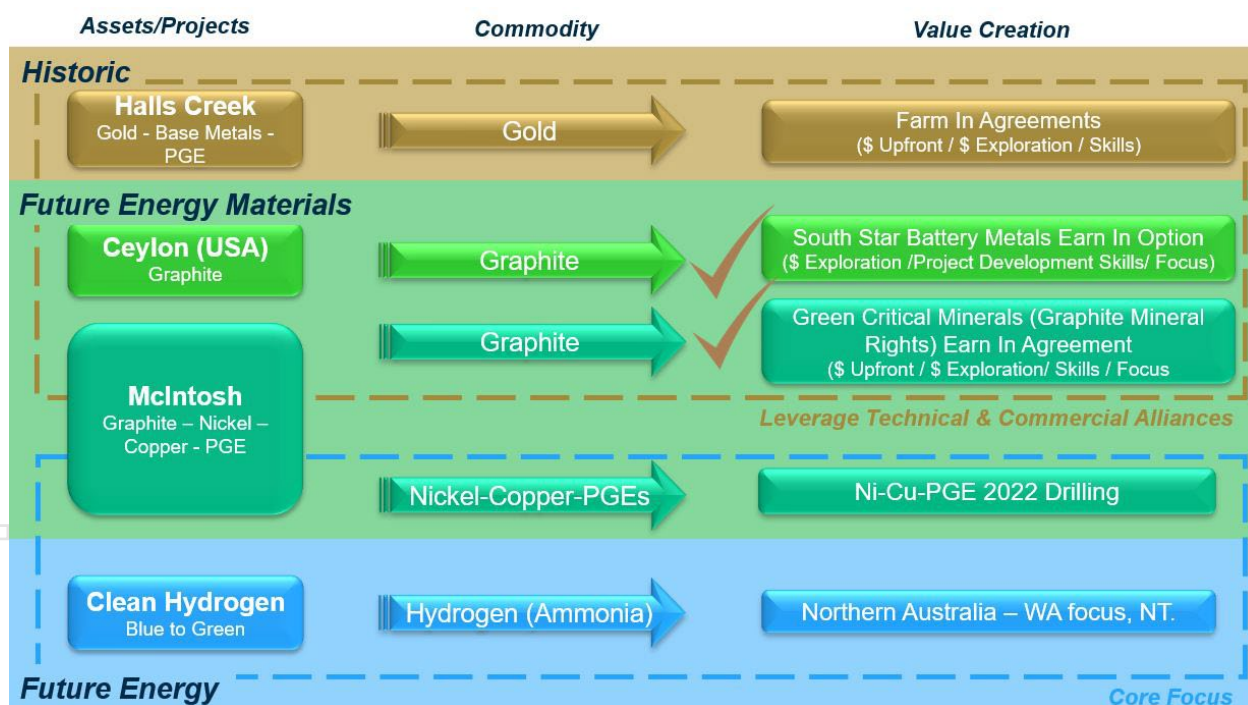 Assets/Projects
Commodity
Value Creation
Historic
Halls Creek
Gold - Base Metals -
PGE
Gold
Farm In Agreements
($ Upfront / $ Exploration / Skills)
Future Energy Materials
Ceylon (USA)
Graphite
Graphite
South Star Battery Metals Earn In Option
($ Exploration /Project Development Skills/ Focus)
McIntosh
Graphite – Nickel –
Copper - PGE
Graphite
Green Critical Minerals (Graphite Mineral
Rights) Earn In Agreement
($ Upfront / $ Exploration/ Skills / Focus
Leverage Technical & Commercial Alliances
Nickel-Copper-PGEs
Ni-Cu-PGE 2022 Drilling
Clean Hydrogen
Blue to Green
Hydrogen (Ammonia)
Northern Australia – WA focus, NT.
Future Energy
Core Focus